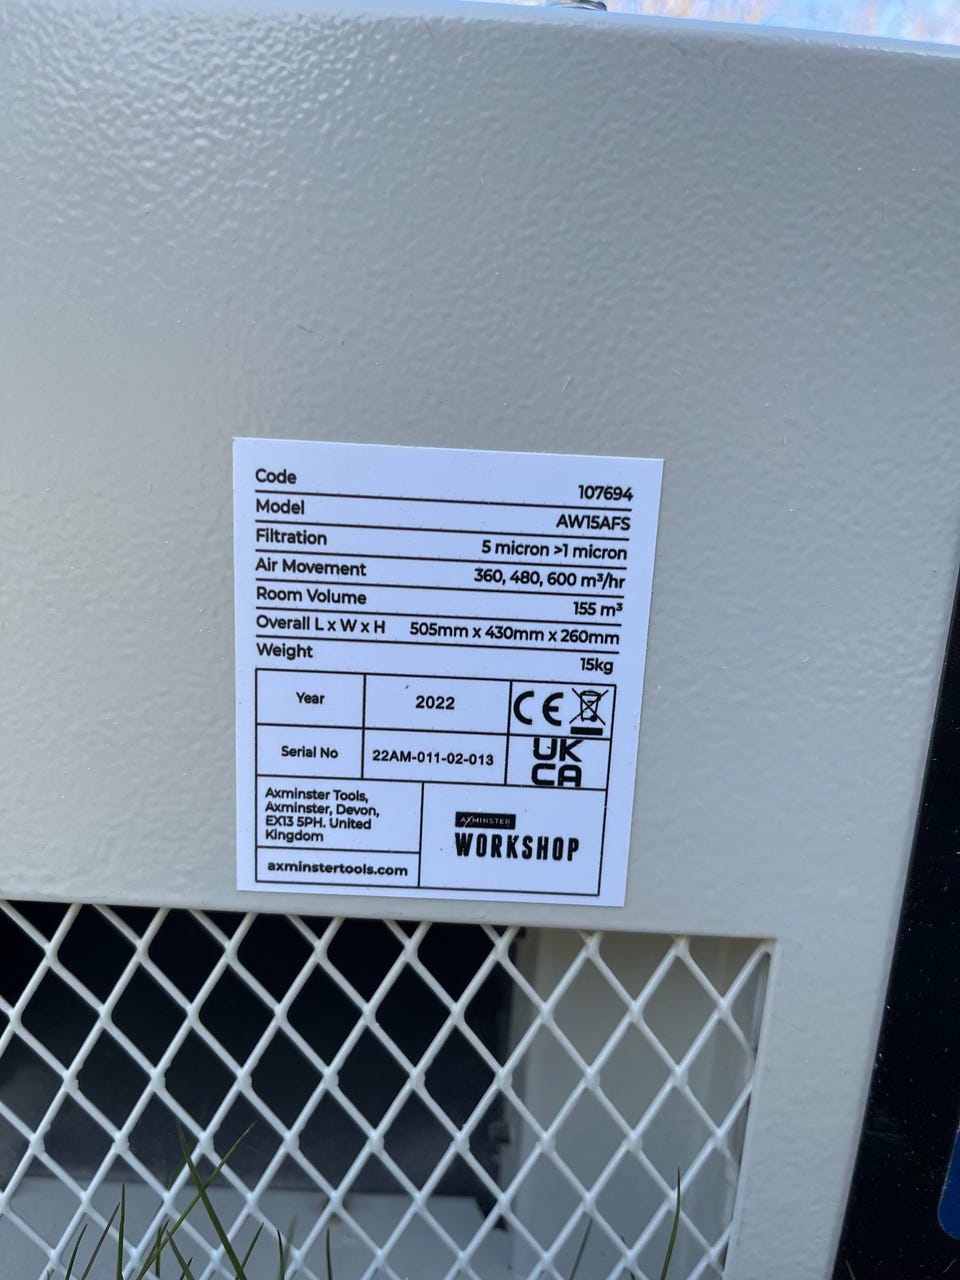 Code 107694
Model AW15AFS
Filtration 5 micron >1 micron
Air Movement 360, 480, 600 m³/hr
Room Volume 155 m³
Overall L x W x H 505mm x 430mm x 260mm
Weight 15kg
Year 2022 CE
Serial No 22AM-011-02-013 UK
CA
Axminster Tools,
Axminster, Devon,
EX13 5PH. United
Kingdom
axminstertools.com
AXMINSTER
WORKSHOP